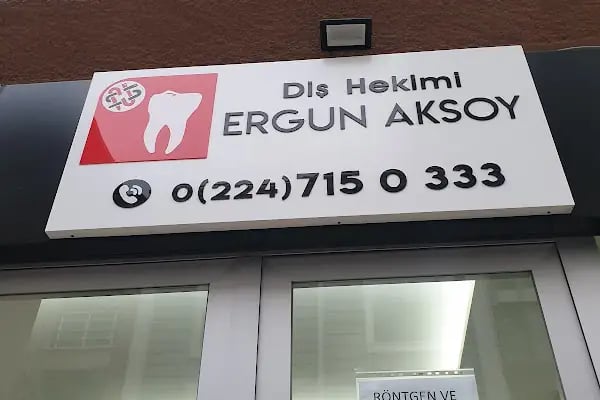 Diş Hekimi
ERGUN AKSOY
0(224)715 0 333
RÖNTGEN VE